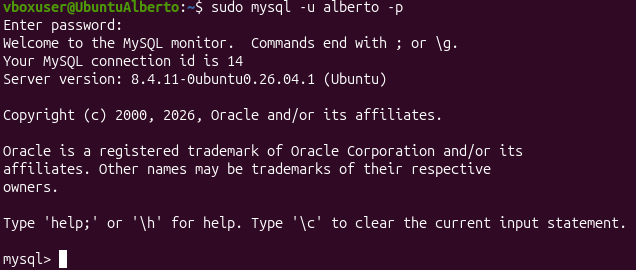 vboxuser@UbuntuAlberto:~$ sudo mysql -u alberto -p
Enter password:
Welcome to the MySQL monitor.  Commands end with ; or \g.
Your MySQL connection id is 14
Server version: 8.4.11-0ubuntu0.26.04.1 (Ubuntu)

Copyright (c) 2000, 2026, Oracle and/or its affiliates.

Oracle is a registered trademark of Oracle Corporation and/or its
affiliates. Other names may be trademarks of their respective
owners.

Type 'help;' or '\h' for help. Type '\c' to clear the current input statement.

mysql>